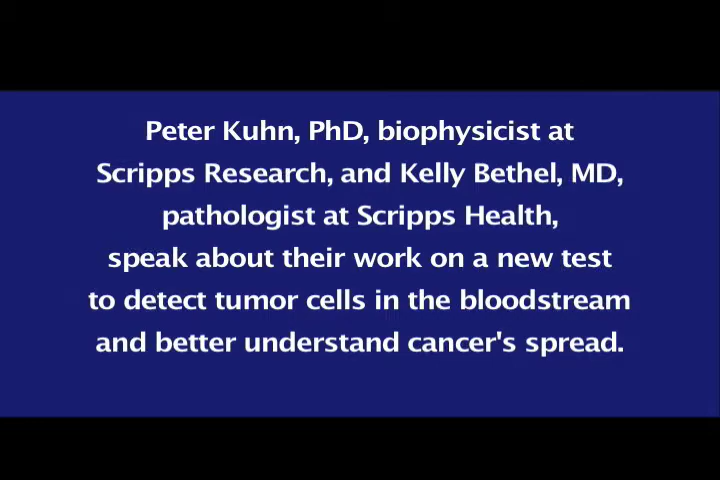 Peter Kuhn, PhD, biophysicist at
Scripps Research, and Kelly Bethel, MD,
pathologist at Scripps Health,
speak about their work on a new test
to detect tumor cells in the bloodstream
and better understand cancer's spread.